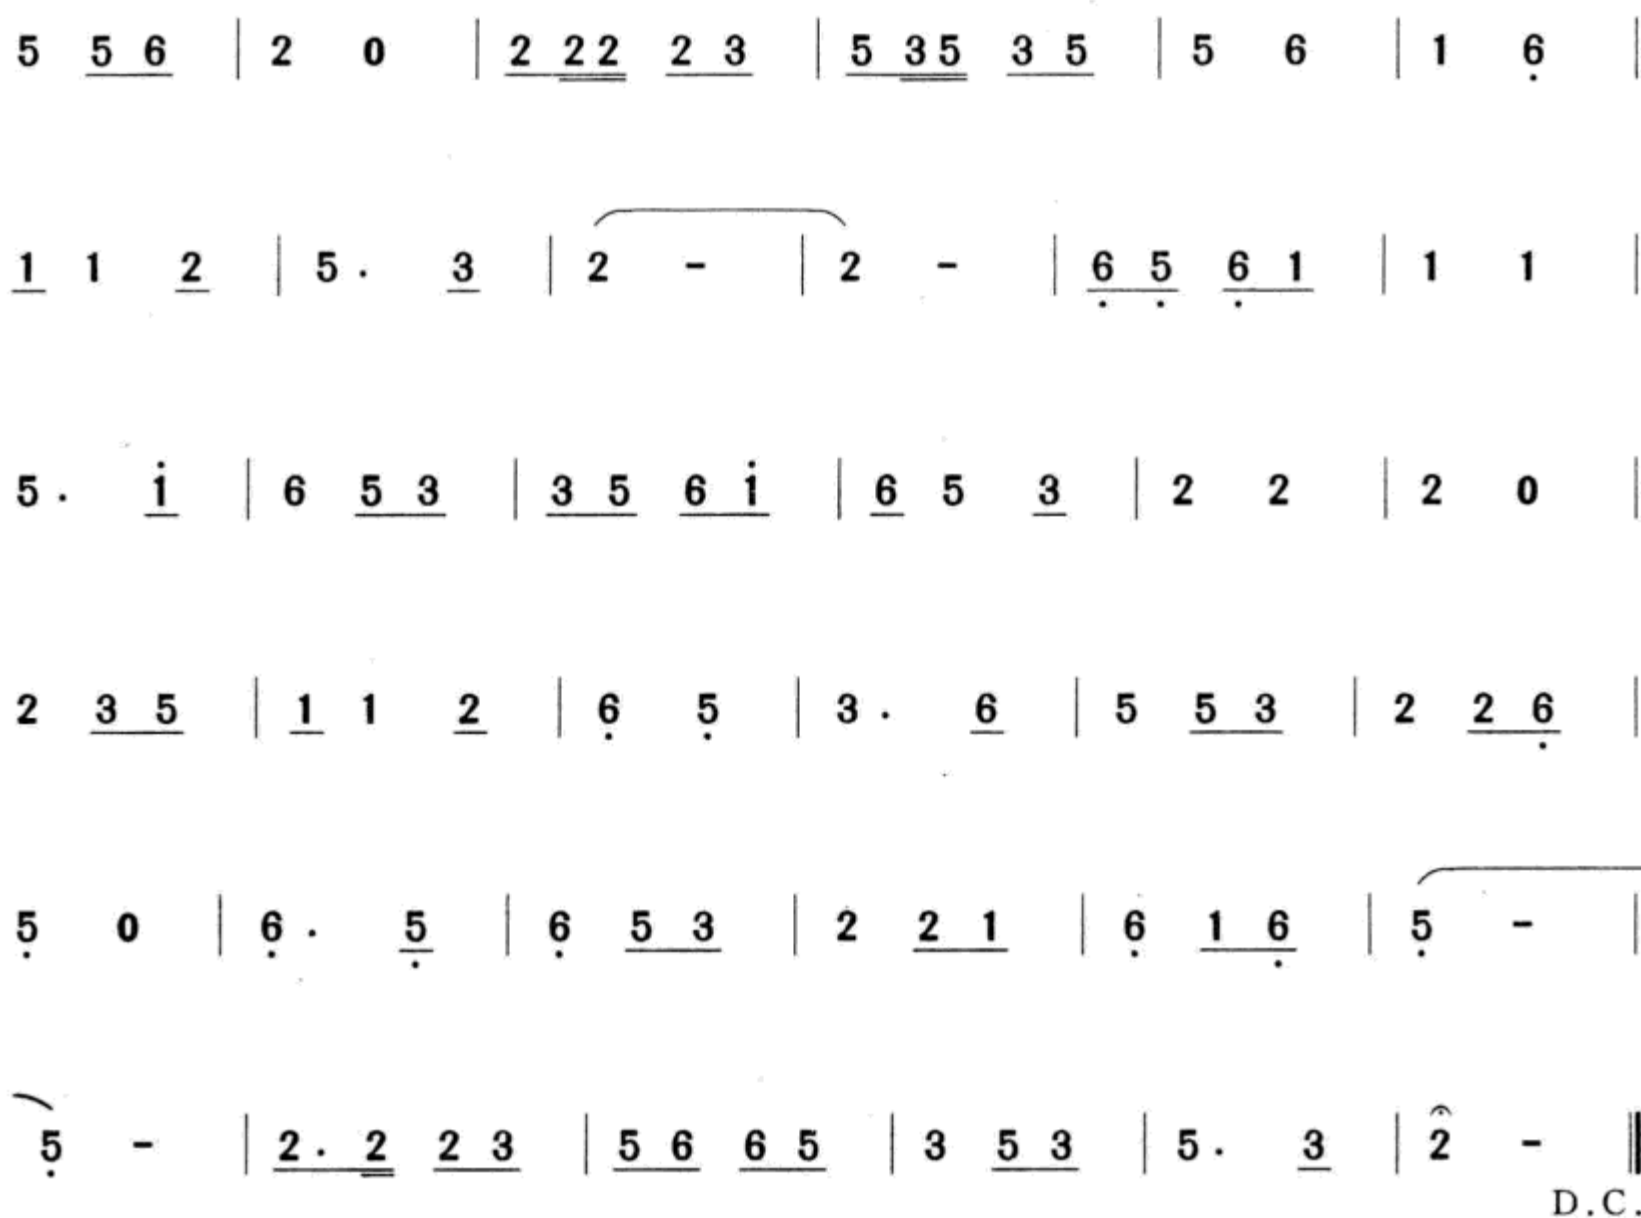 5 5 6 | 2 0 | 2 2 2 2 3 | 5 3 5 3 5 | 5 6 | 1 6̣ |
1 1 2 | 5 · 3 | 2 - | 2 - | 6̣ 5̣ 6̣ 1 | 1 1 |
5 · 1̇ | 6 5 3 | 3 5 6 1̇ | 6 5 3 | 2 2 | 2 0 |
2 3 5 | 1 1 2 | 6̣ 5̣ | 3 · 6 | 5 5 3 | 2 2 6̣ |
5̣ 0 | 6̣ · 5̣ | 6̣ 5 3 | 2 2 1 | 6̣ 1 6̣ | 5̣ - |
5̣ - | 2 · 2 2 3 | 5 6 6 5 | 3 5 3 | 5 · 3 | 2 - ‖
D.C.